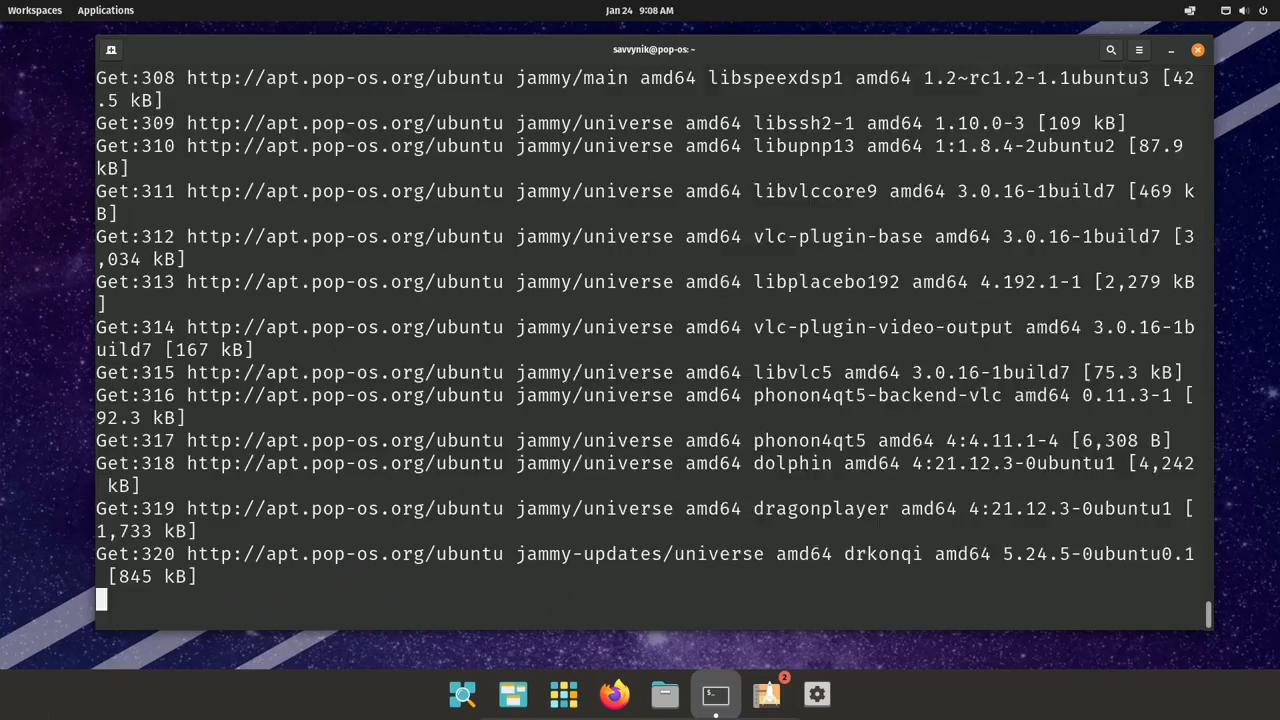 Workspaces Applications Jan 24 9:08 AM
savvynik@pop-os: ~
Get:308 http://apt.pop-os.org/ubuntu jammy/main amd64 libspeexdsp1 amd64 1.2~rc1.2-1.1ubuntu3 [42
.5 kB]
Get:309 http://apt.pop-os.org/ubuntu jammy/universe amd64 libssh2-1 amd64 1.10.0-3 [109 kB]
Get:310 http://apt.pop-os.org/ubuntu jammy/universe amd64 libupnp13 amd64 1:1.8.4-2ubuntu2 [87.9
kB]
Get:311 http://apt.pop-os.org/ubuntu jammy/universe amd64 libvlccore9 amd64 3.0.16-1build7 [469 k
B]
Get:312 http://apt.pop-os.org/ubuntu jammy/universe amd64 vlc-plugin-base amd64 3.0.16-1build7 [3
,034 kB]
Get:313 http://apt.pop-os.org/ubuntu jammy/universe amd64 libplacebo192 amd64 4.192.1-1 [2,279 kB
]
Get:314 http://apt.pop-os.org/ubuntu jammy/universe amd64 vlc-plugin-video-output amd64 3.0.16-1b
uild7 [167 kB]
Get:315 http://apt.pop-os.org/ubuntu jammy/universe amd64 libvlc5 amd64 3.0.16-1build7 [75.3 kB]
Get:316 http://apt.pop-os.org/ubuntu jammy/universe amd64 phonon4qt5-backend-vlc amd64 0.11.3-1 [
92.3 kB]
Get:317 http://apt.pop-os.org/ubuntu jammy/universe amd64 phonon4qt5 amd64 4:4.11.1-4 [6,308 B]
Get:318 http://apt.pop-os.org/ubuntu jammy/universe amd64 dolphin amd64 4:21.12.3-0ubuntu1 [4,242
kB]
Get:319 http://apt.pop-os.org/ubuntu jammy/universe amd64 dragonplayer amd64 4:21.12.3-0ubuntu1 [
1,733 kB]
Get:320 http://apt.pop-os.org/ubuntu jammy-updates/universe amd64 drkonqi amd64 5.24.5-0ubuntu0.1
[845 kB]
2